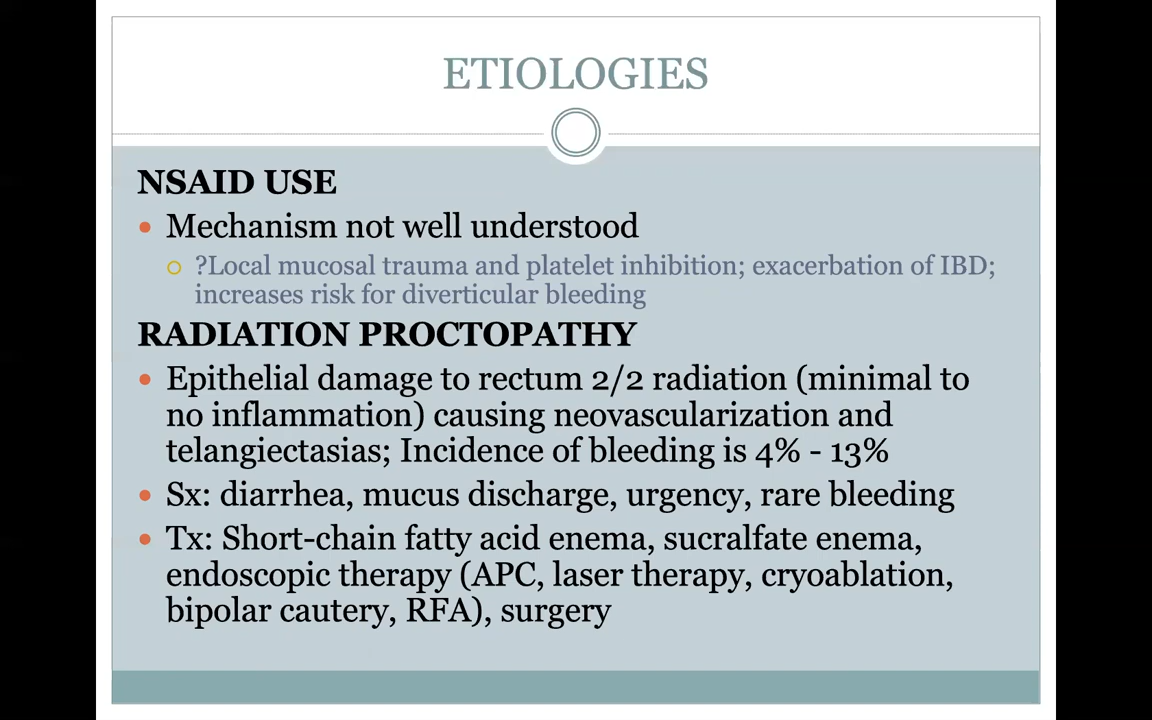 ETIOLOGIES
NSAID USE
• Mechanism not well understood
○ ?Local mucosal trauma and platelet inhibition; exacerbation of IBD;
increases risk for diverticular bleeding
RADIATION PROCTOPATHY
• Epithelial damage to rectum 2/2 radiation (minimal to
no inflammation) causing neovascularization and
telangiectasias; Incidence of bleeding is 4% - 13%
• Sx: diarrhea, mucus discharge, urgency, rare bleeding
• Tx: Short-chain fatty acid enema, sucralfate enema,
endoscopic therapy (APC, laser therapy, cryoablation,
bipolar cautery, RFA), surgery